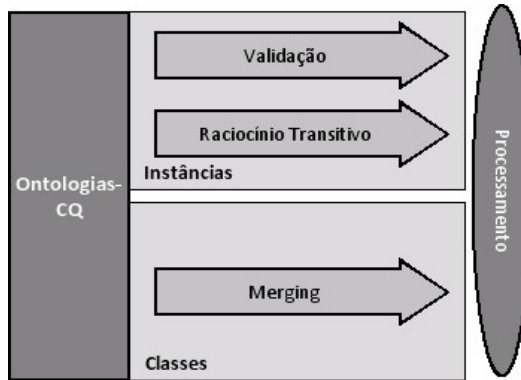 Ontologias-
CQ
Validação
Raciocínio Transitivo
Instâncias
Merging
Classes
Processamento